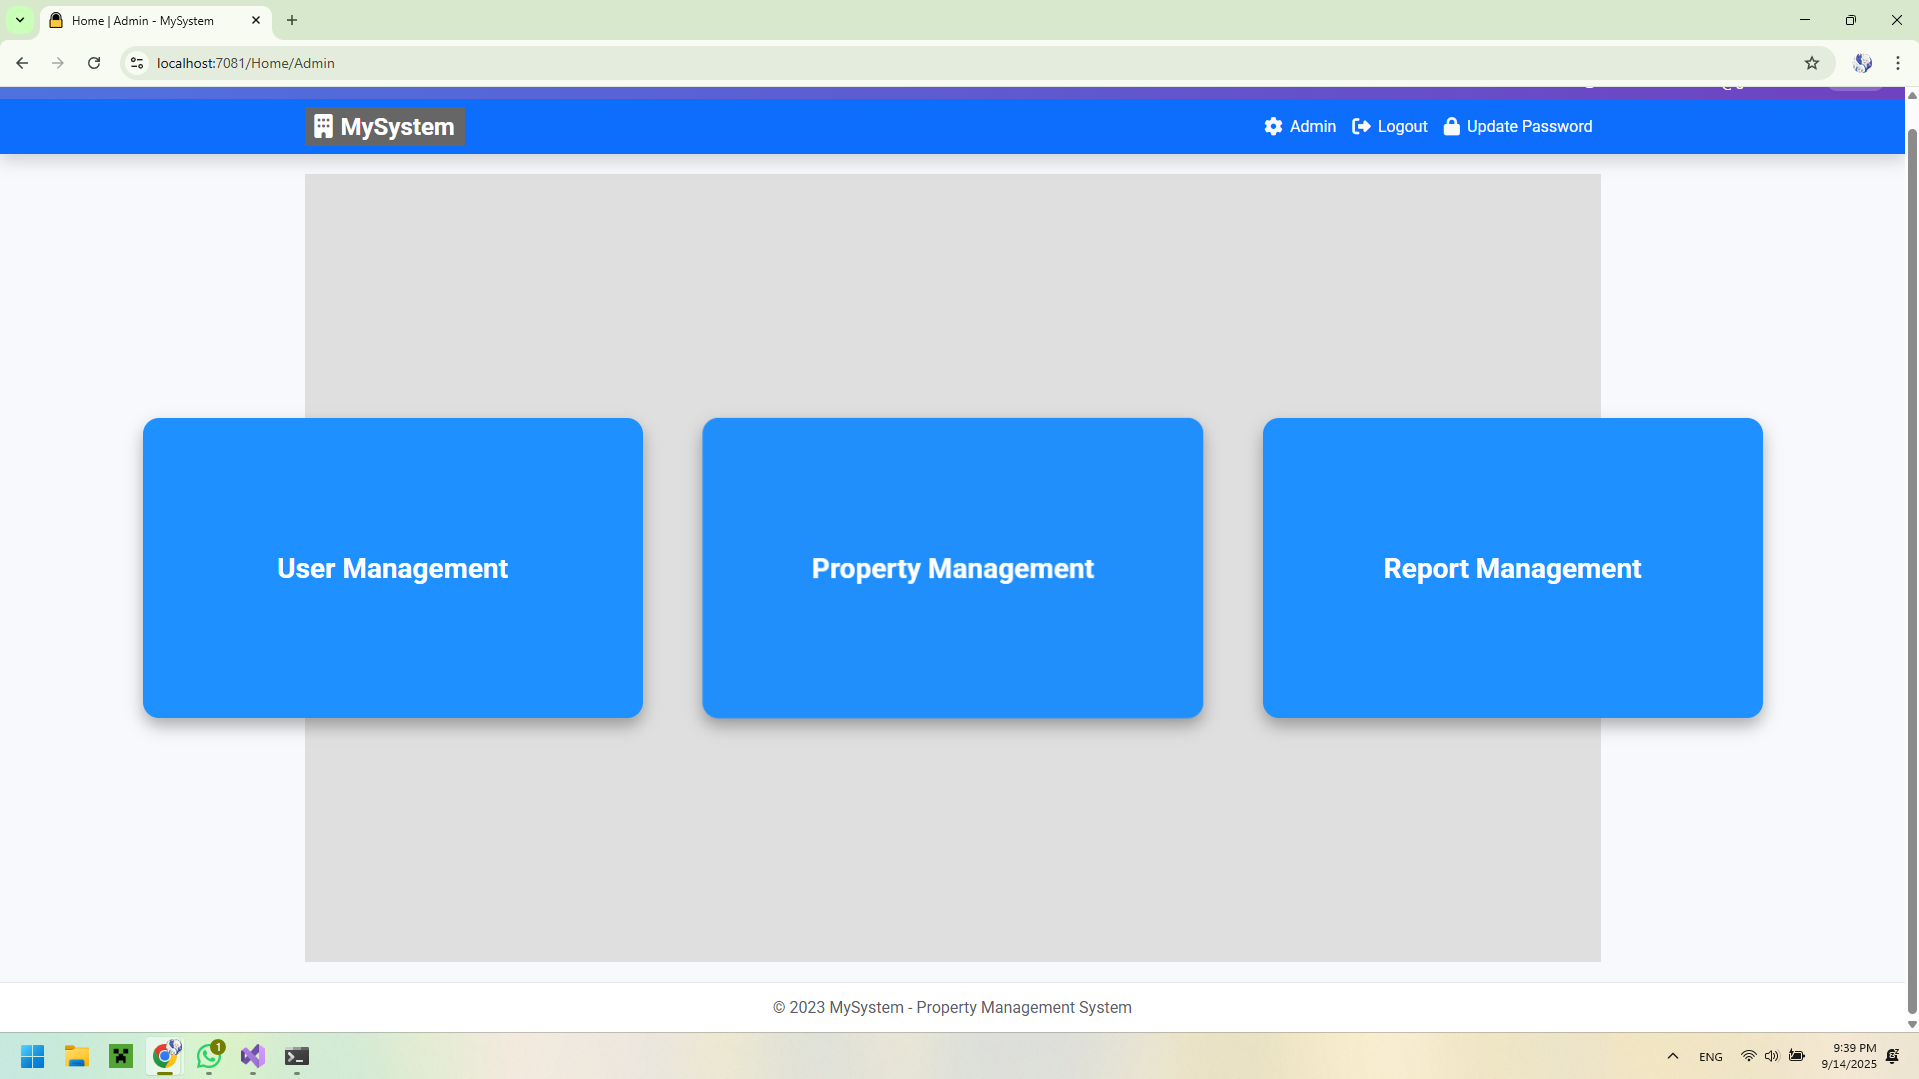 Home | Admin - MySystem
localhost:7081/Home/Admin
MySystem
Admin
Logout
Update Password
User Management
Property Management
Report Management
© 2023 MySystem - Property Management System
1
ENG
9:39 PM
9/14/2025